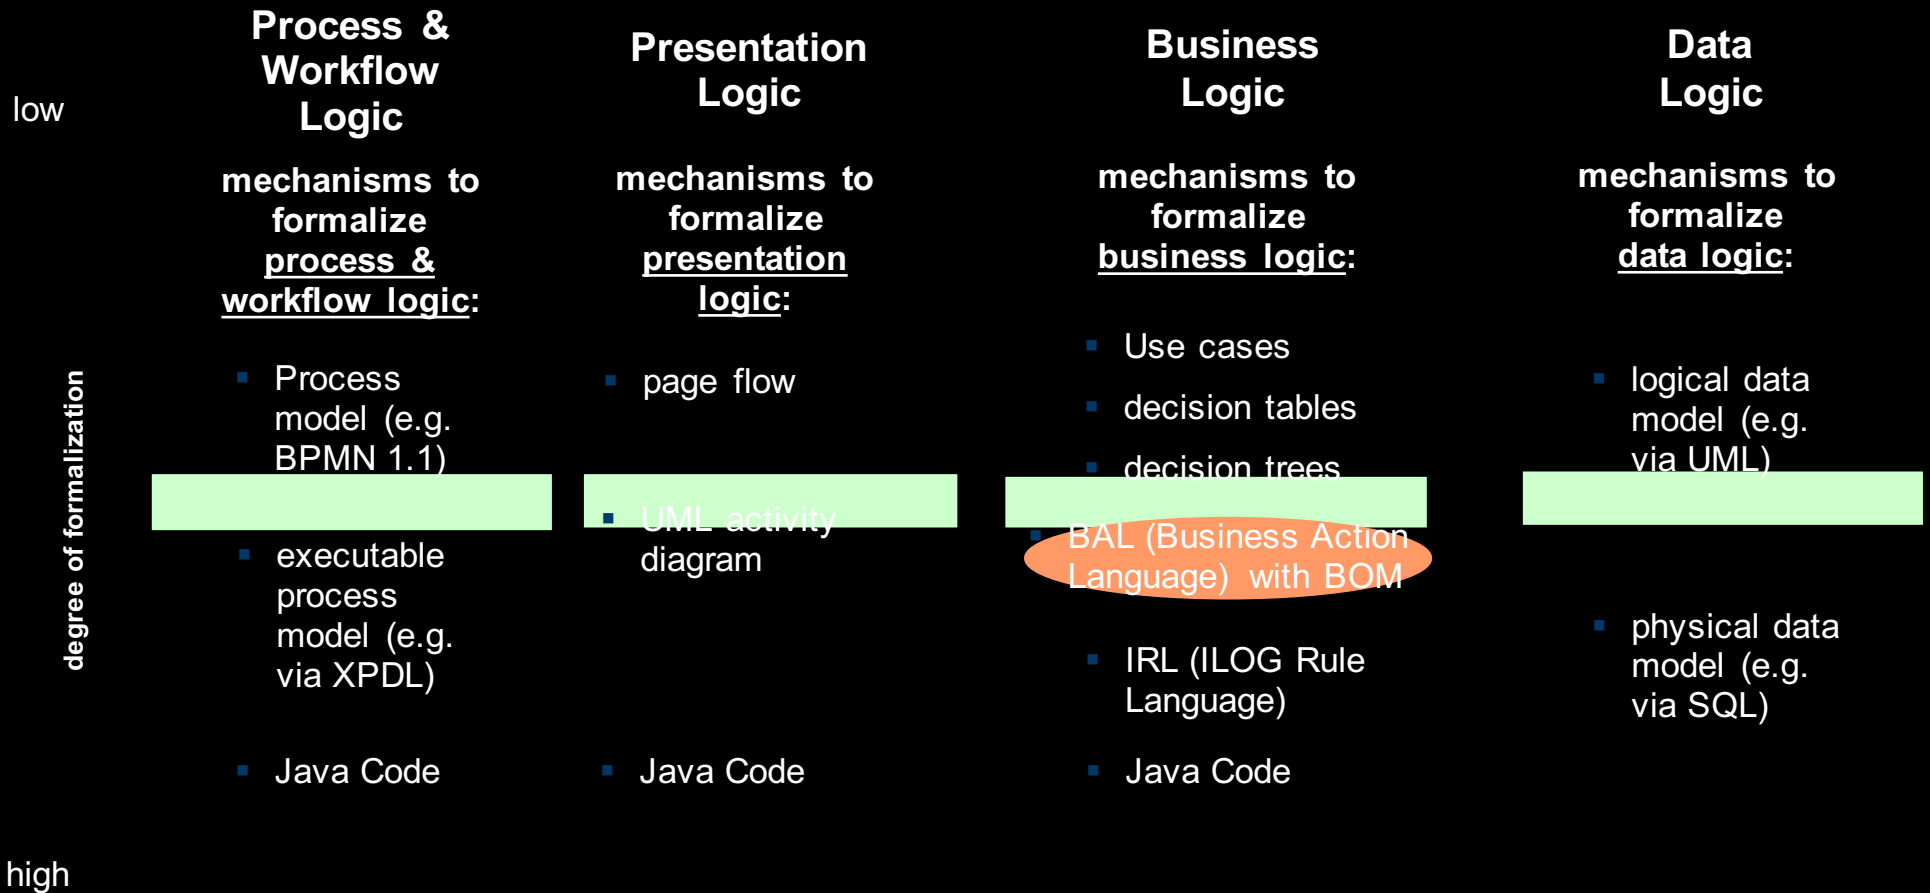 low
Process &
Workflow
Logic
mechanisms to
formalize
process &
workflow logic:
▪ Process
model (e.g.
BPMN 1.1)
▪ executable
process
model (e.g.
via XPDL)
▪ Java Code
Presentation
Logic
mechanisms to
formalize
presentation
logic:
▪ page flow
▪ UML activity
diagram
▪ Java Code
Business
Logic
mechanisms to
formalize
business logic:
▪ Use cases
▪ decision tables
▪ decision trees
▪ BAL (Business Action
Language) with BOM
▪ IRL (ILOG Rule
Language)
▪ Java Code
Data
Logic
mechanisms to
formalize
data logic:
▪ logical data
model (e.g.
via UML)
▪ physical data
model (e.g.
via SQL)
degree of formalization
high